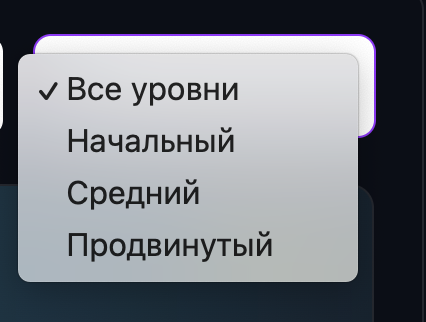 ✓ Все уровни
Начальный
Средний
Продвинутый